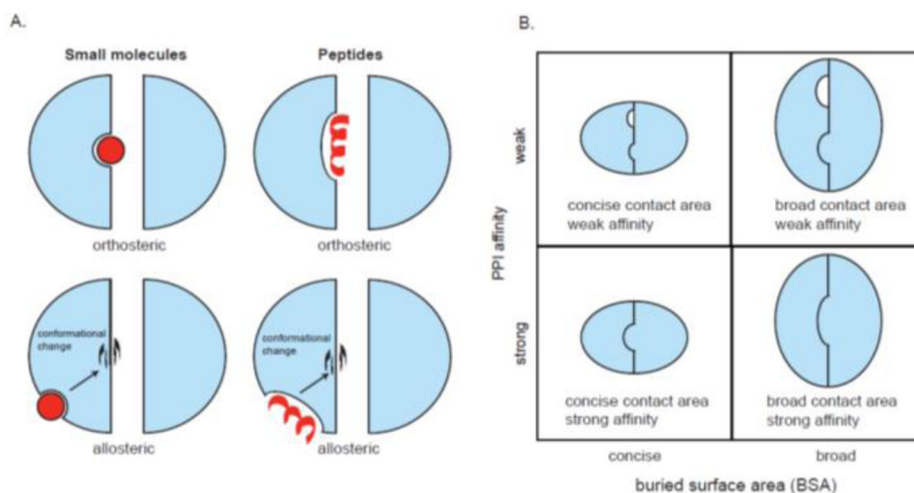 A.
Small molecules
Peptides
orthosteric
orthosteric
conformational
change
conformational
change
allosteric
allosteric
B.
PPI affinity
weak
strong
concise contact area
weak affinity
broad contact area
weak affinity
concise contact area
strong affinity
broad contact area
strong affinity
concise
broad
buried surface area (BSA)